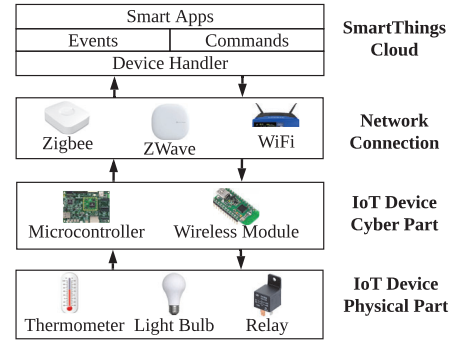 Smart Apps
Events
Commands
Device Handler
SmartThings
Cloud
Zigbee
ZWave
WiFi
Network
Connection
Microcontroller
Wireless Module
IoT Device
Cyber Part
Thermometer
Light Bulb
Relay
IoT Device
Physical Part